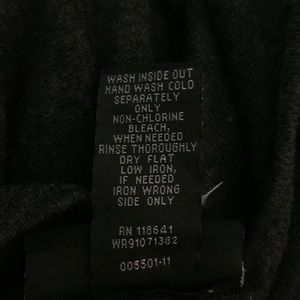 WASH INSIDE OUT
HAND WASH COLD
SEPARATELY
ONLY
NON-CHLORINE
BLEACH,
WHEN NEEDED
RINSE THOROUGHLY
DRY FLAT
LOW IRON,
IF NEEDED
IRON WRONG
SIDE ONLY
RN 118641
WR91071382
005501-11